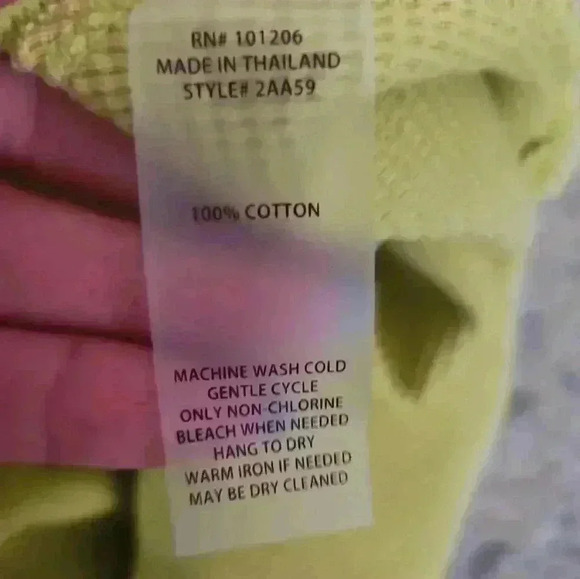 RN# 101206
MADE IN THAILAND
STYLE# 2AA59
100% COTTON
MACHINE WASH COLD
GENTLE CYCLE
ONLY NON-CHLORINE
BLEACH WHEN NEEDED
HANG TO DRY
WARM IRON IF NEEDED
MAY BE DRY CLEANED